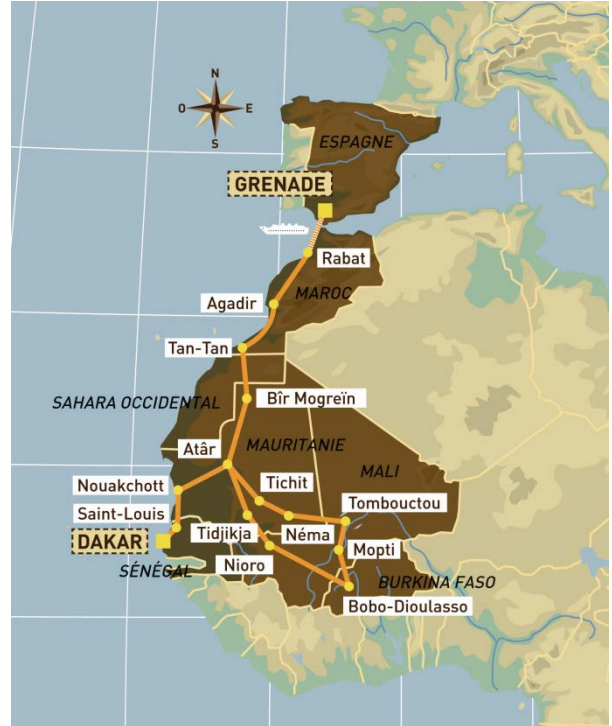 N
O
E
S
ESPAGNE
GRENADE
Rabat
MAROC
Agadir
Tan-Tan
SAHARA OCCIDENTAL
Bîr Mogreïn
Atâr
MAURITANIE
MALI
Nouakchott
Tichit
Tombouctou
Saint-Louis
Tidjikja
Néma
DAKAR
Mopti
Nioro
SÉNÉGAL
BURKINA FASO
Bobo-Dioulasso